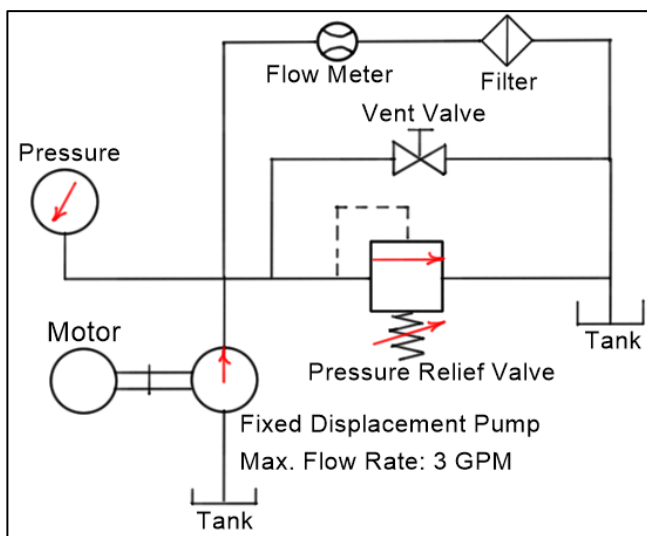 Flow Meter
Filter
Vent Valve
Pressure
Motor
Tank
Pressure Relief Valve
Fixed Displacement Pump
Max. Flow Rate: 3 GPM
Tank